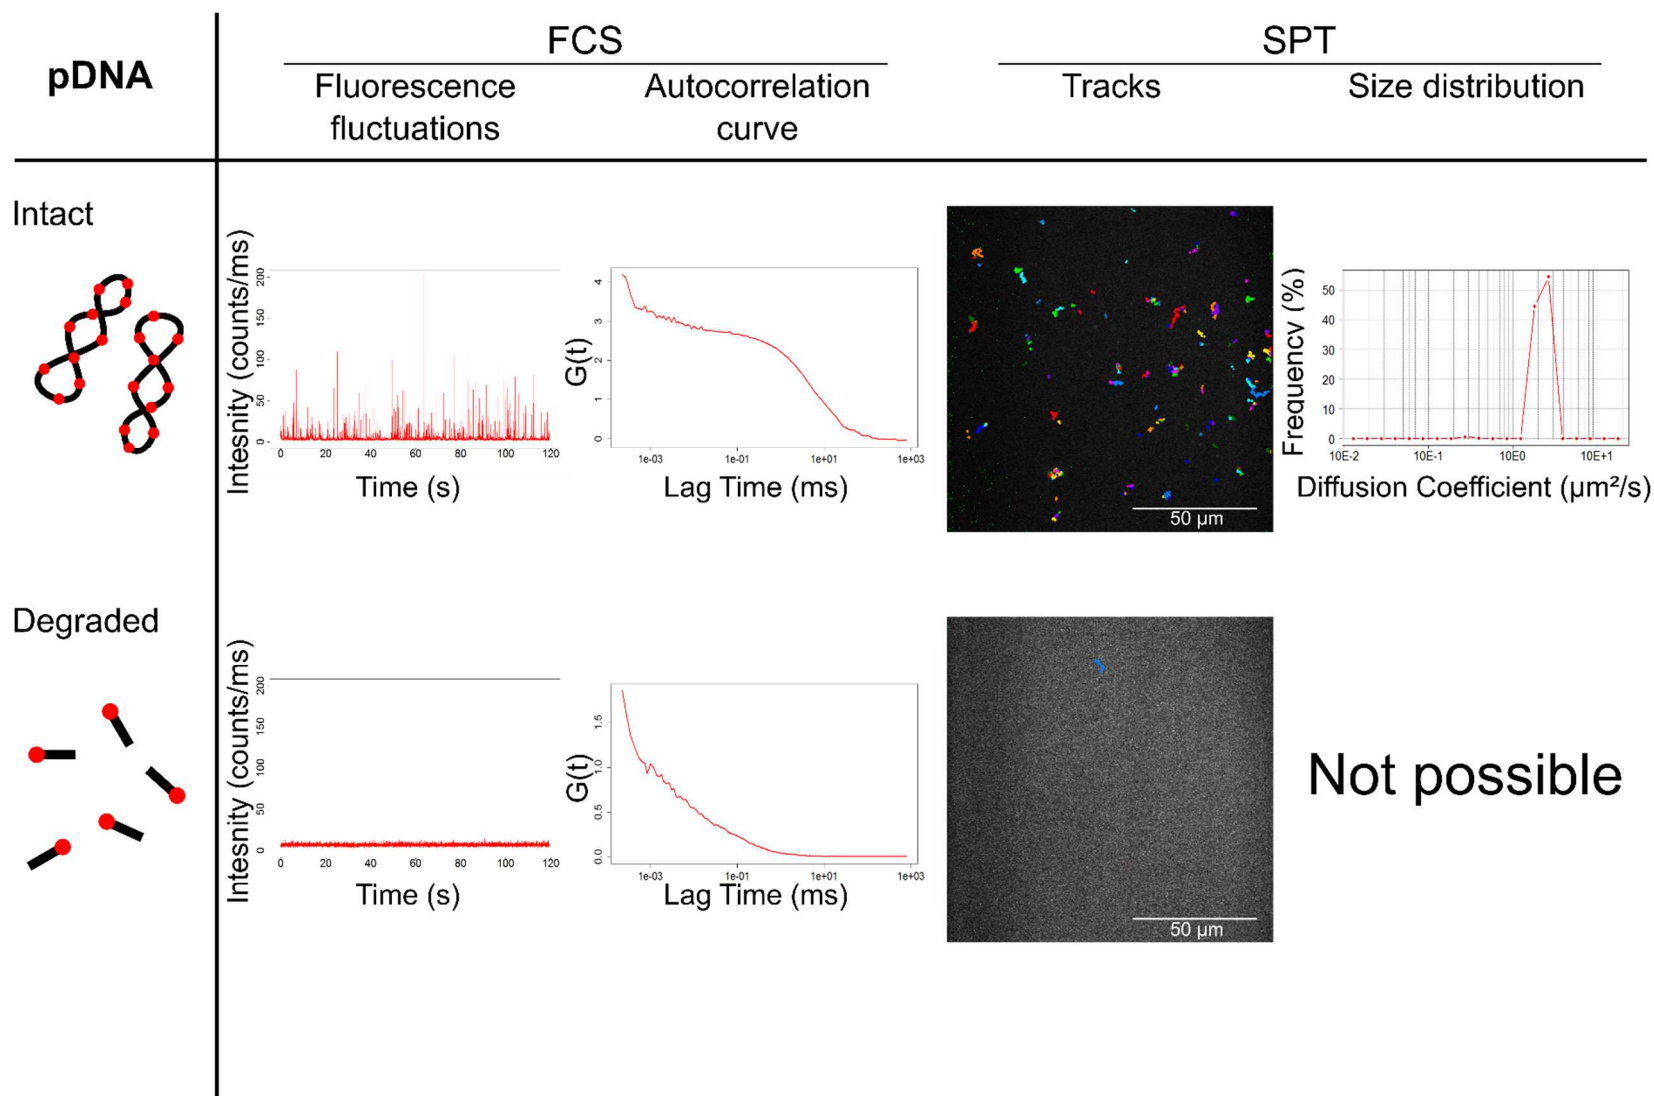 pDNA
FCS
SPT
Fluorescence
fluctuations
Autocorrelation
curve
Tracks
Size distribution
Intact
Intesnity (counts/ms)
200
150
100
50
0
0 20 40 60 80 100 120
Time (s)
G(t)
4
3
2
1
0
1e-03 1e-01 1e+01 1e+03
Lag Time (ms)
50 µm
Frequency (%)
50
40
30
20
10
0
10E-2 10E-1 10E0 10E+1
Diffusion Coefficient (µm²/s)
Degraded
Intesnity (counts/ms)
200
150
100
50
0
0 20 40 60 80 100 120
Time (s)
G(t)
1.5
1.0
0.5
0.0
1e-03 1e-01 1e+01 1e+03
Lag Time (ms)
50 µm
Not possible